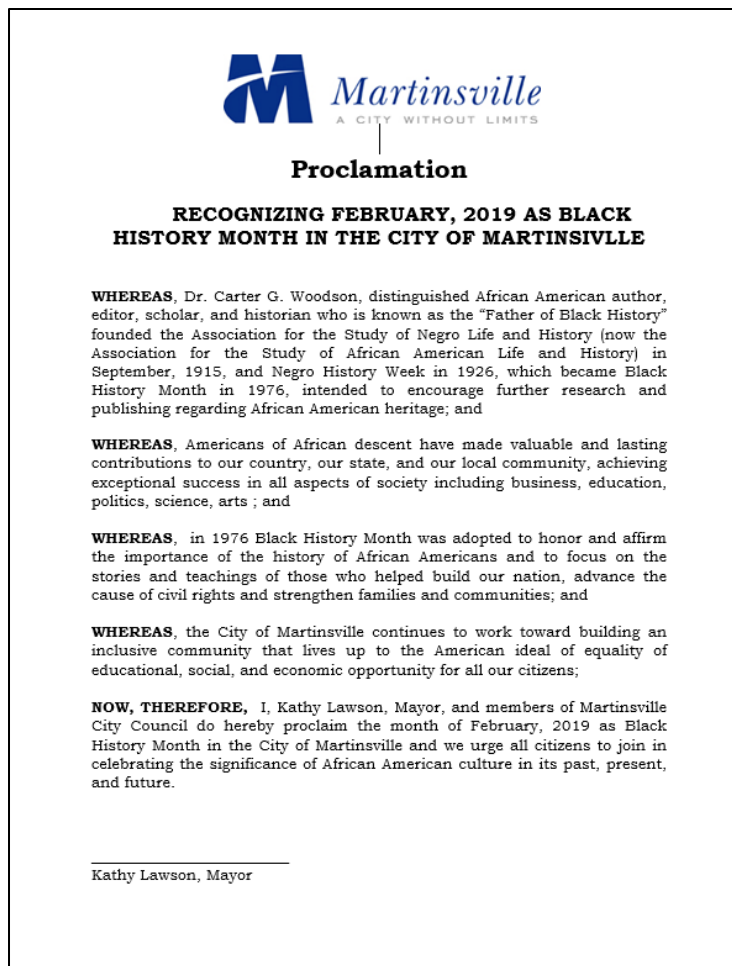 Martinsville
A CITY WITHOUT LIMITS
Proclamation
RECOGNIZING FEBRUARY, 2019 AS BLACK
HISTORY MONTH IN THE CITY OF MARTINSIVLLE
WHEREAS, Dr. Carter G. Woodson, distinguished African American author,
editor, scholar, and historian who is known as the “Father of Black History”
founded the Association for the Study of Negro Life and History (now the
Association for the Study of African American Life and History) in
September, 1915, and Negro History Week in 1926, which became Black
History Month in 1976, intended to encourage further research and
publishing regarding African American heritage; and
WHEREAS, Americans of African descent have made valuable and lasting
contributions to our country, our state, and our local community, achieving
exceptional success in all aspects of society including business, education,
politics, science, arts ; and
WHEREAS, in 1976 Black History Month was adopted to honor and affirm
the importance of the history of African Americans and to focus on the
stories and teachings of those who helped build our nation, advance the
cause of civil rights and strengthen families and communities; and
WHEREAS, the City of Martinsville continues to work toward building an
inclusive community that lives up to the American ideal of equality of
educational, social, and economic opportunity for all our citizens;
NOW, THEREFORE, I, Kathy Lawson, Mayor, and members of Martinsville
City Council do hereby proclaim the month of February, 2019 as Black
History Month in the City of Martinsville and we urge all citizens to join in
celebrating the significance of African American culture in its past, present,
and future.
Kathy Lawson, Mayor